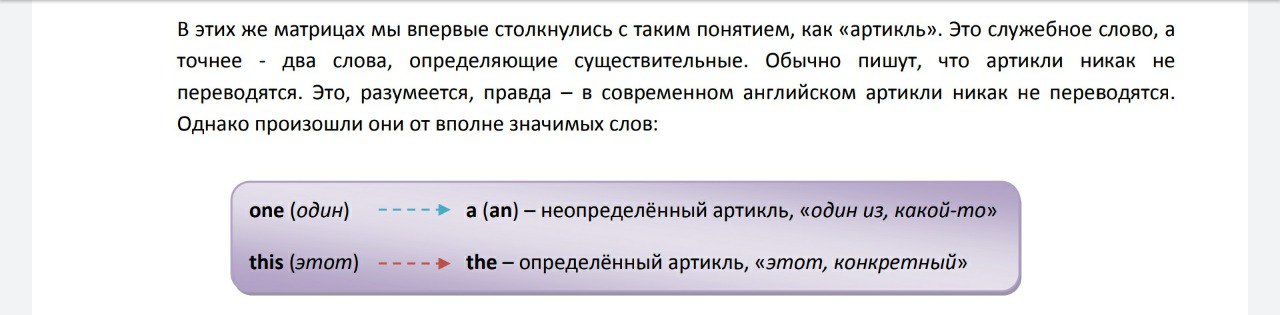 В этих же матрицах мы впервые столкнулись с таким понятием, как «артикль». Это служебное слово, а
точнее - два слова, определяющие существительные. Обычно пишут, что артикли никак не
переводятся. Это, разумеется, правда – в современном английском артикли никак не переводятся.
Однако произошли они от вполне значимых слов:
one (один) a (an) – неопределённый артикль, «один из, какой-то»
this (этот) the – определённый артикль, «этот, конкретный»